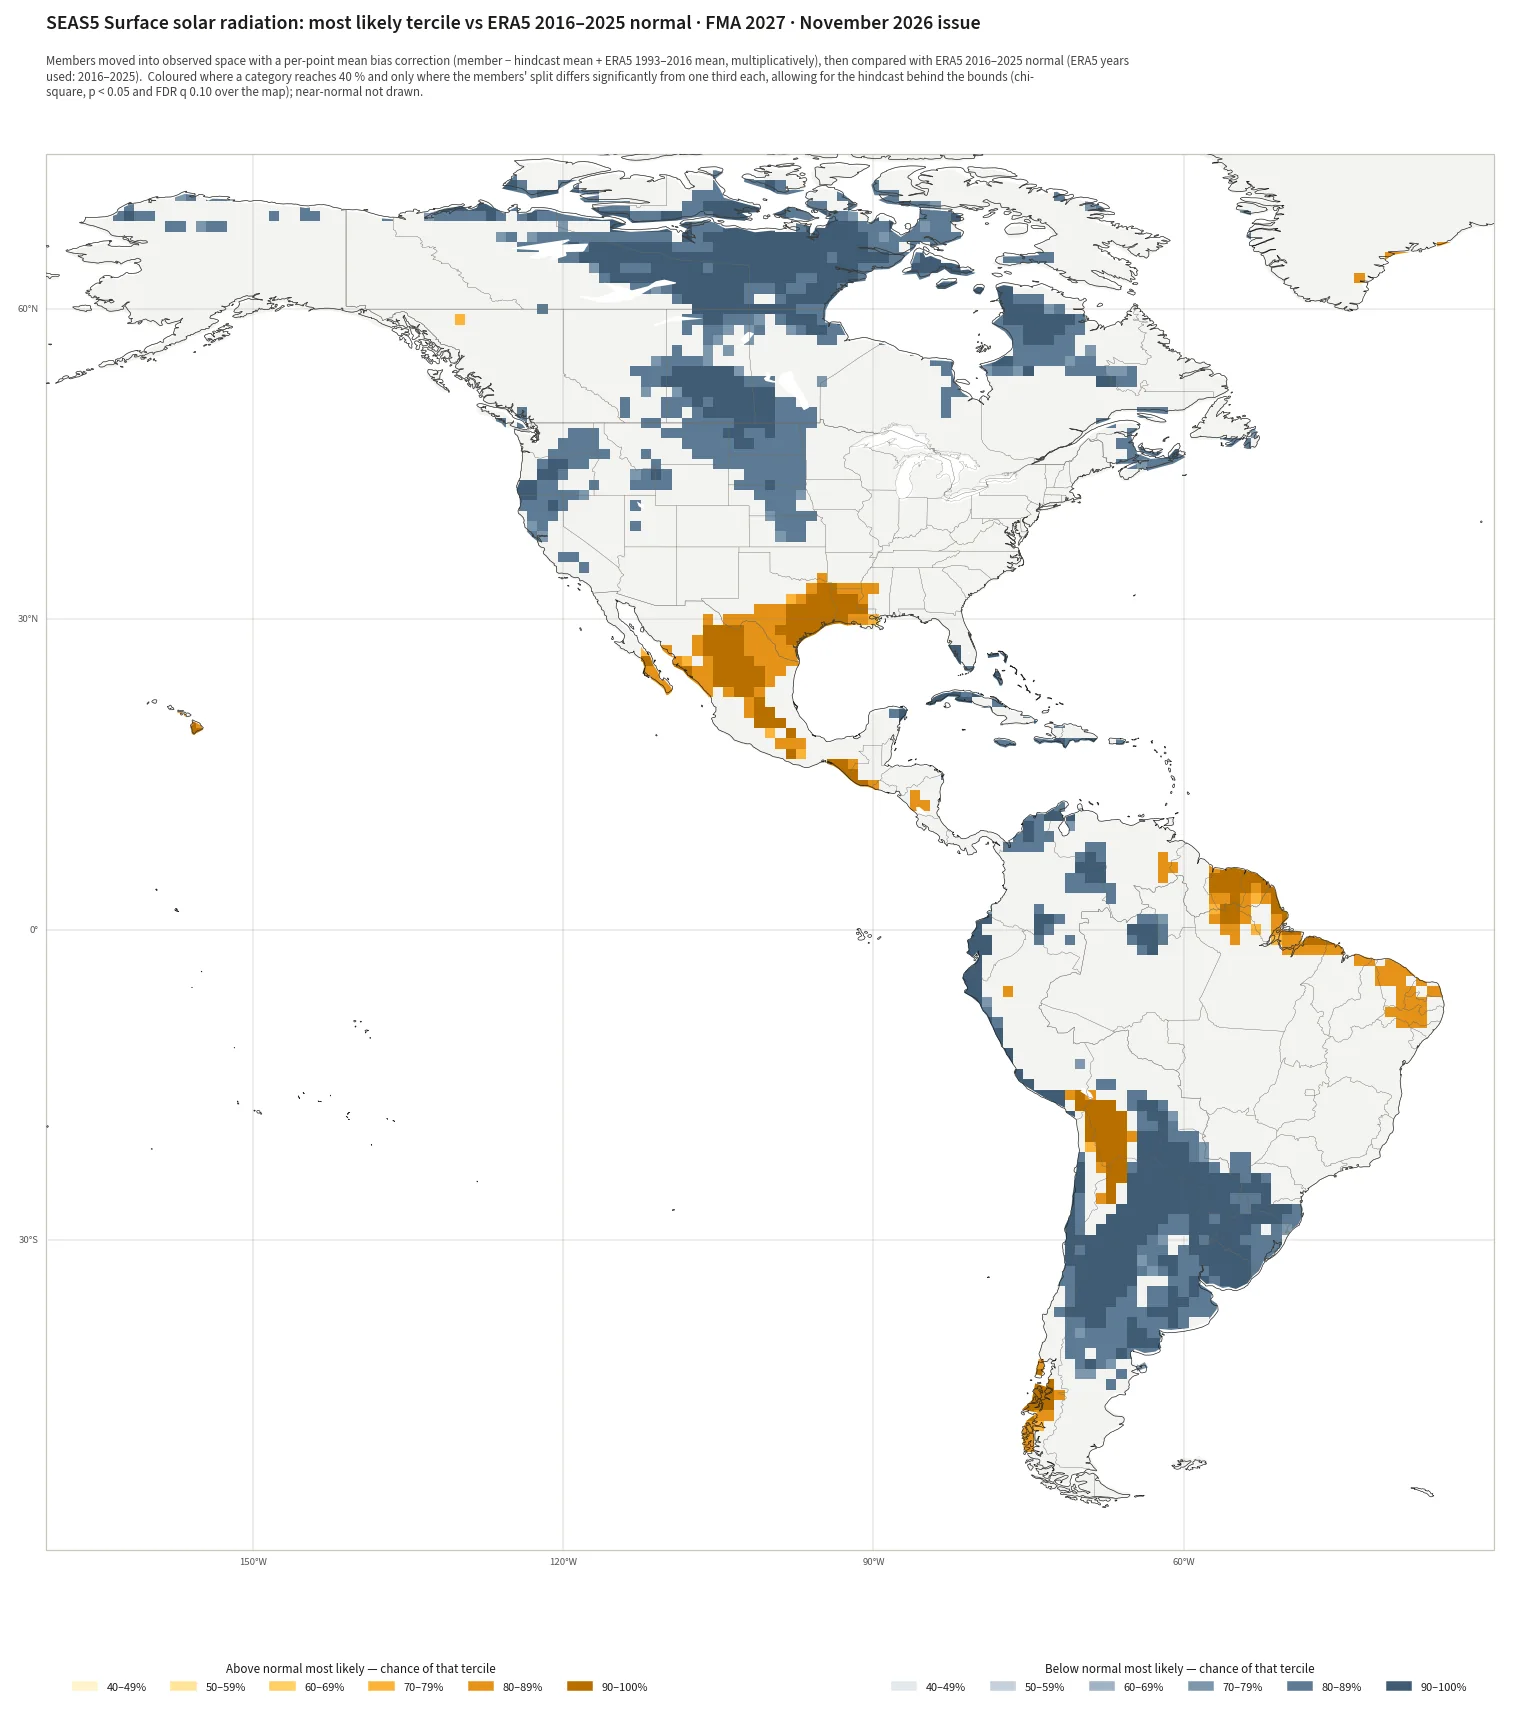 SEAS5 Surface solar radiation: most likely tercile vs ERA5 2016–2025 normal · FMA 2027 · November 2026 issue
Members moved into observed space with a per-point mean bias correction (member − hindcast mean + ERA5 1993–2016 mean, multiplicatively), then compared with ERA5 2016–2025 normal (ERA5 years
used: 2016–2025).  Coloured where a category reaches 40 % and only where the members' split differs significantly from one third each, allowing for the hindcast behind the bounds (chi-
square, p < 0.05 and FDR q 0.10 over the map); near-normal not drawn.
60°N
30°N
0°
30°S
150°W 120°W 90°W 60°W
Above normal most likely — chance of that tercile
40–49% 50–59% 60–69% 70–79% 80–89% 90–100%
Below normal most likely — chance of that tercile
40–49% 50–59% 60–69% 70–79% 80–89% 90–100%